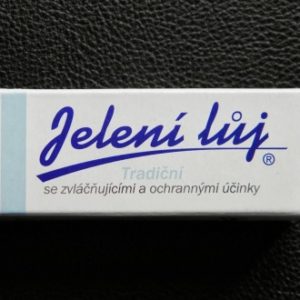 Jelení lůj®
Tradiční
se zvláčňujícími a ochrannými účinky